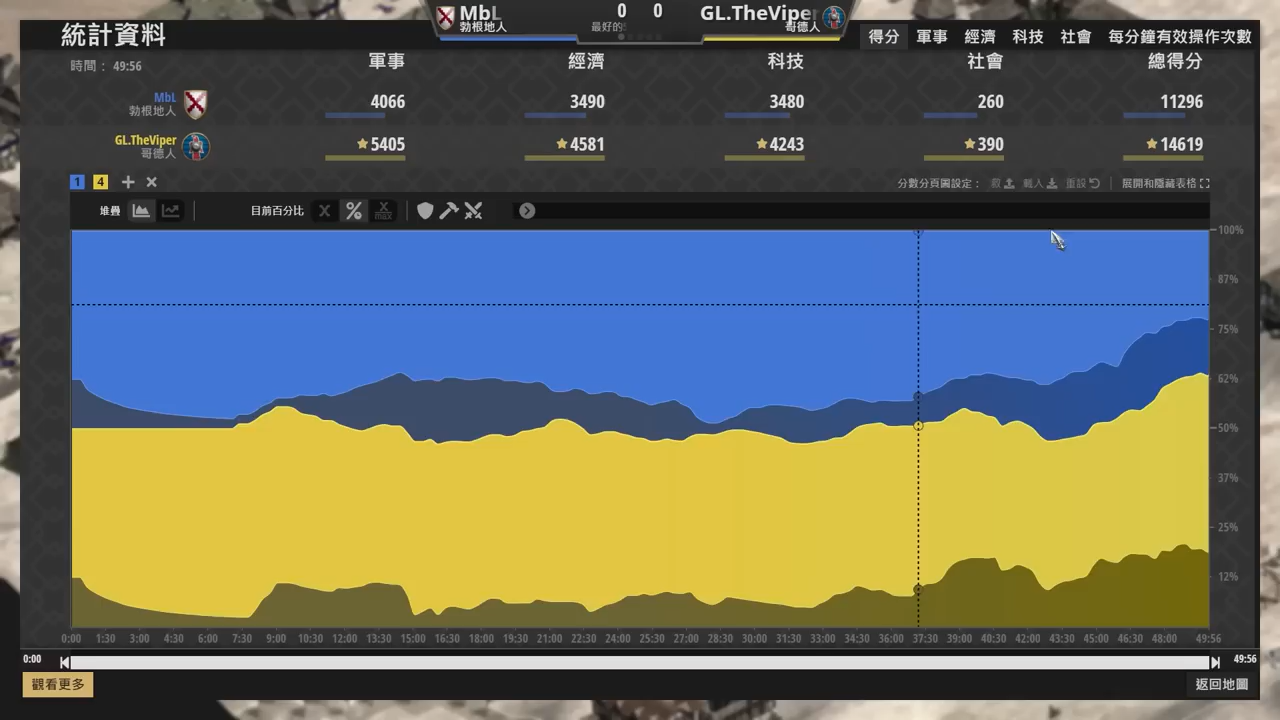 MbL 0 0 GL.TheViper
勃根地人 最好的 哥德人
統計資料 得分 軍事 經濟 科技 社會 每分鐘有效操作次數
時間： 49:56 軍事 經濟 科技 社會 總得分
MbL
勃根地人 4066 3490 3480 260 11296
GL.TheViper
哥德人 5405 4581 4243 390 14619
1 4 分數分頁圖設定： 載入 重設 展開和隱藏表格
堆疊 目前百分比 X % X max
100%
87%
75%
62%
50%
37%
25%
12%
0:00 1:30 3:00 4:30 6:00 7:30 9:00 10:30 12:00 13:30 15:00 16:30 18:00 19:30 21:00 22:30 24:00 25:30 27:00 28:30 30:00 31:30 33:00 34:30 36:00 37:30 39:00 40:30 42:00 43:30 45:00 46:30 48:00 49:56
0:00 49:56
觀看更多 返回地圖